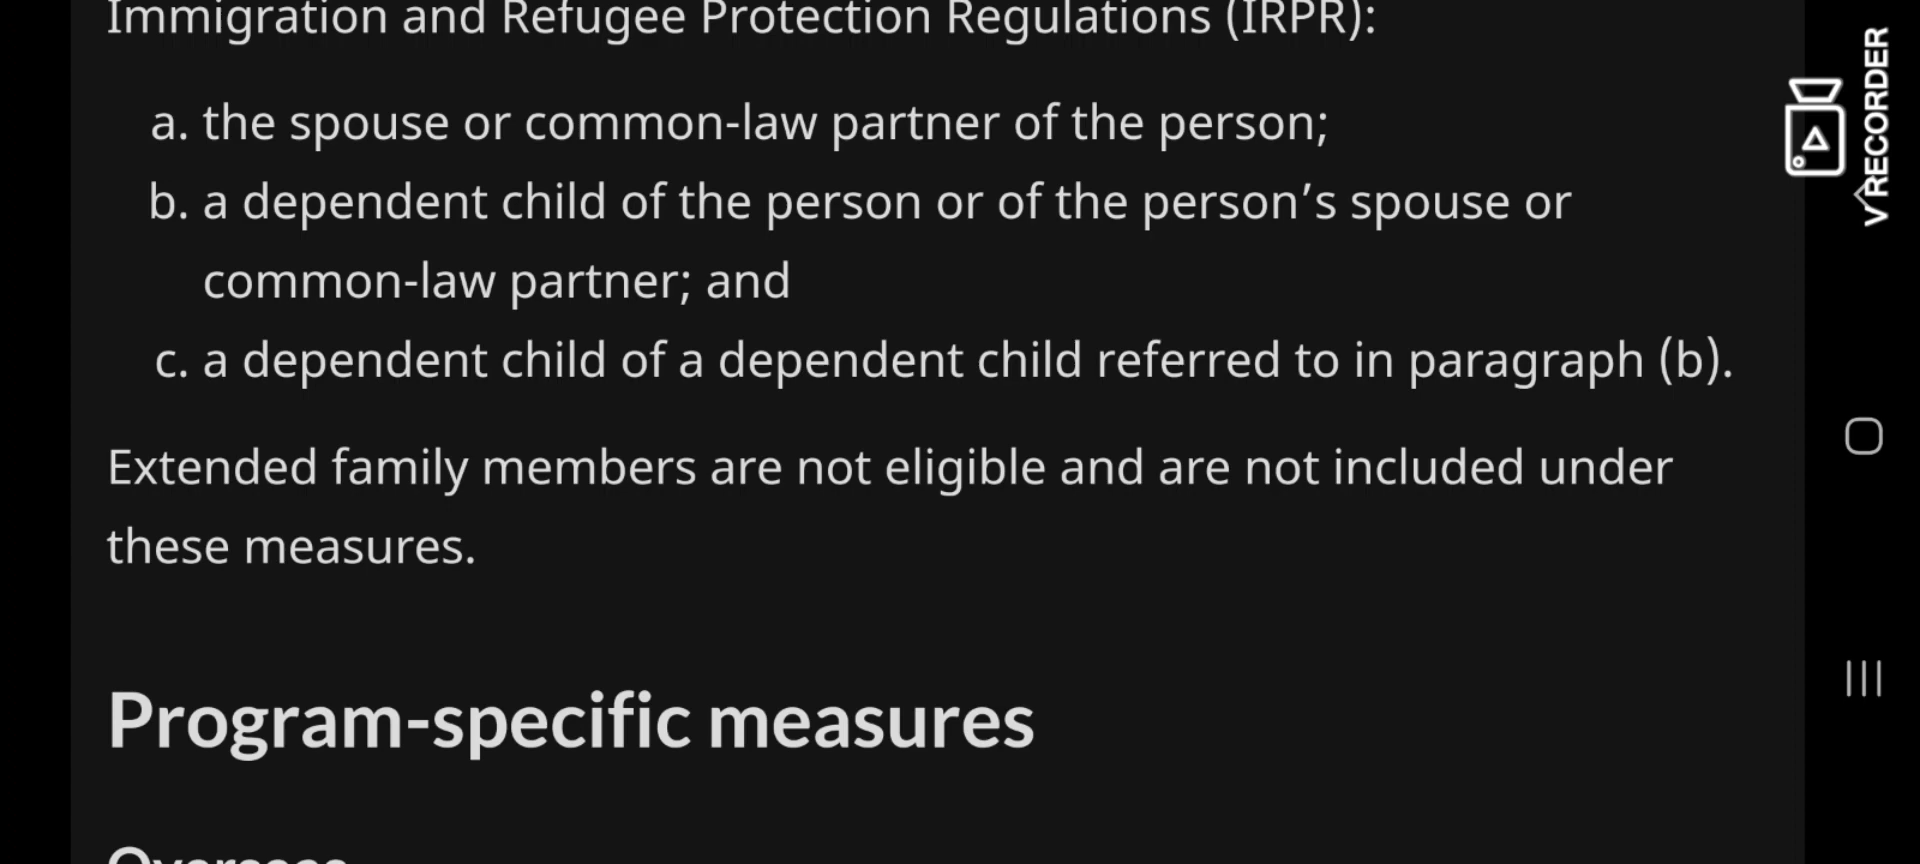 Immigration and Refugee Protection Regulations (IRPR):
a. the spouse or common-law partner of the person;
b. a dependent child of the person or of the person’s spouse or
common-law partner; and
c. a dependent child of a dependent child referred to in paragraph (b).
Extended family members are not eligible and are not included under
these measures.
Program-specific measures
Overseas
VRECORDER